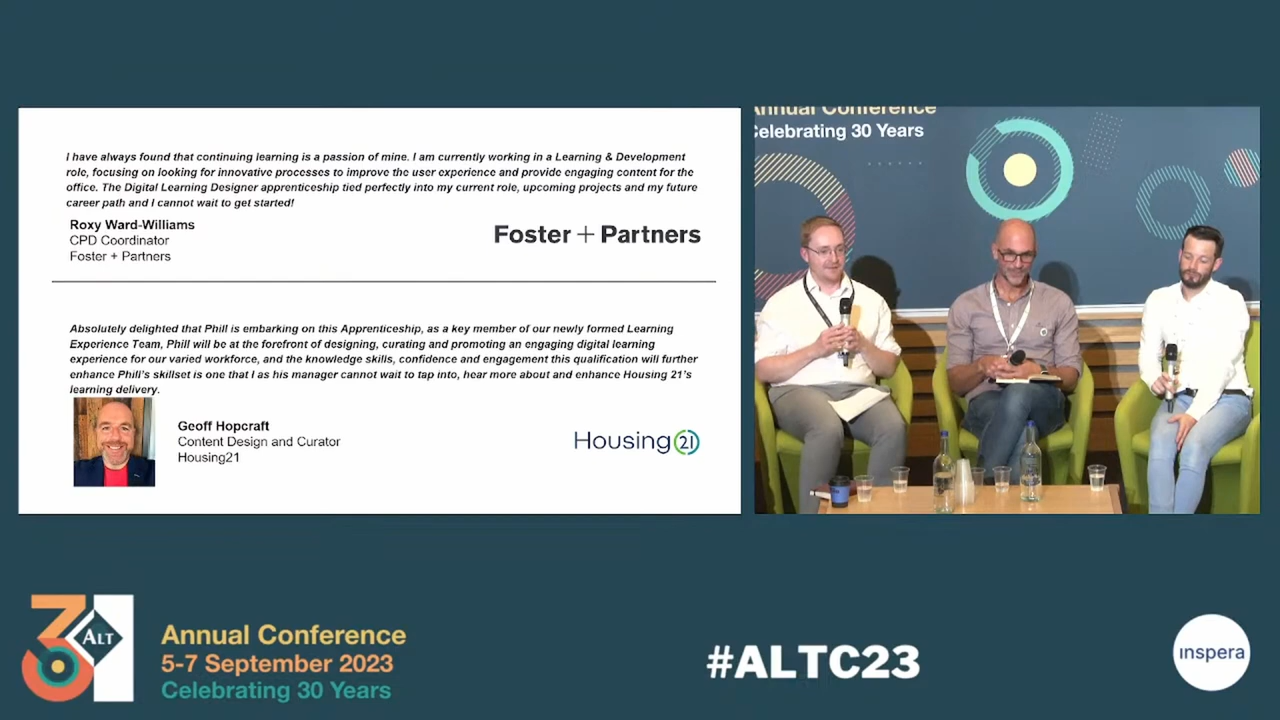 I have always found that continuing learning is a passion of mine. I am currently working in a Learning & Development
role, focusing on looking for innovative processes to improve the user experience and provide engaging content for the
office. The Digital Learning Designer apprenticeship tied perfectly into my current role, upcoming projects and my future
career path and I cannot wait to get started!
Roxy Ward-Williams
CPD Coordinator
Foster + Partners
Foster + Partners
Absolutely delighted that Phill is embarking on this Apprenticeship, as a key member of our newly formed Learning
Experience Team, Phill will be at the forefront of designing, curating and promoting an engaging digital learning
experience for our varied workforce, and the knowledge skills, confidence and engagement this qualification will further
enhance Phill's skillset is one that I as his manager cannot wait to tap into, hear more about and enhance Housing 21's
learning delivery.
Geoff Hopcraft
Content Design and Curator
Housing21
Housing 21
Annual Conference
Celebrating 30 Years
30
ALT
Annual Conference
5-7 September 2023
Celebrating 30 Years
#ALTC23
inspera